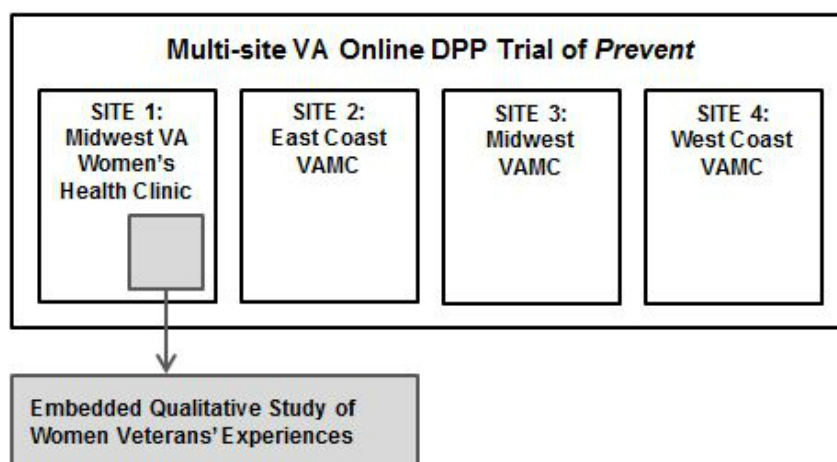 Multi-site VA Online DPP Trial of Prevent
SITE 1:
Midwest VA
Women's
Health Clinic
SITE 2:
East Coast
VAMC
SITE 3:
Midwest
VAMC
SITE 4:
West Coast
VAMC
Embedded Qualitative Study of
Women Veterans' Experiences